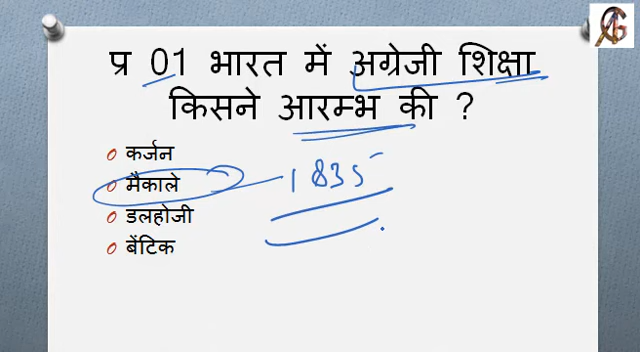 प्र 01 भारत में अग्रेजी शिक्षा
किसने आरम्भ की ?
कर्जन
मैकाले 1835
डलहोजी
बेंटिक